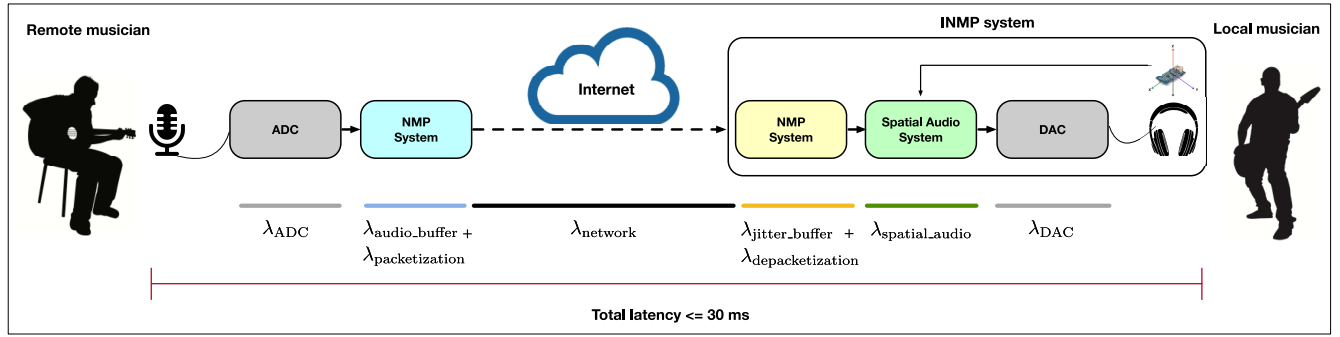 Remote musician
INMP system
Local musician
Internet
ADC
NMP
System
NMP
System
Spatial Audio
System
DAC
λADC
λaudio_buffer +
λpacketization
λnetwork
λjitter_buffer +
λdepacketization
λspatial_audio
λDAC
Total latency <= 30 ms